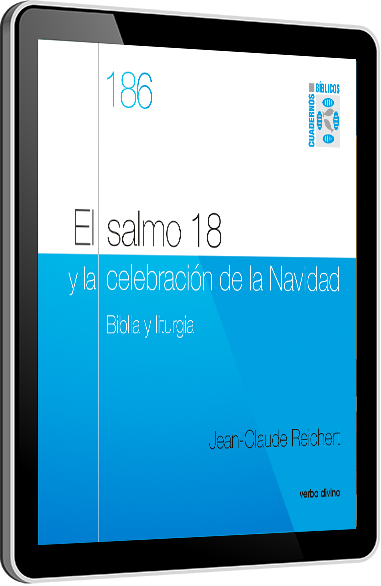 186
CUADERNOS
BÍBLICOS
El salmo 18
y la celebración de la Navidad
Biblia y liturgia
Jean-Claude Reichert
verbo divino